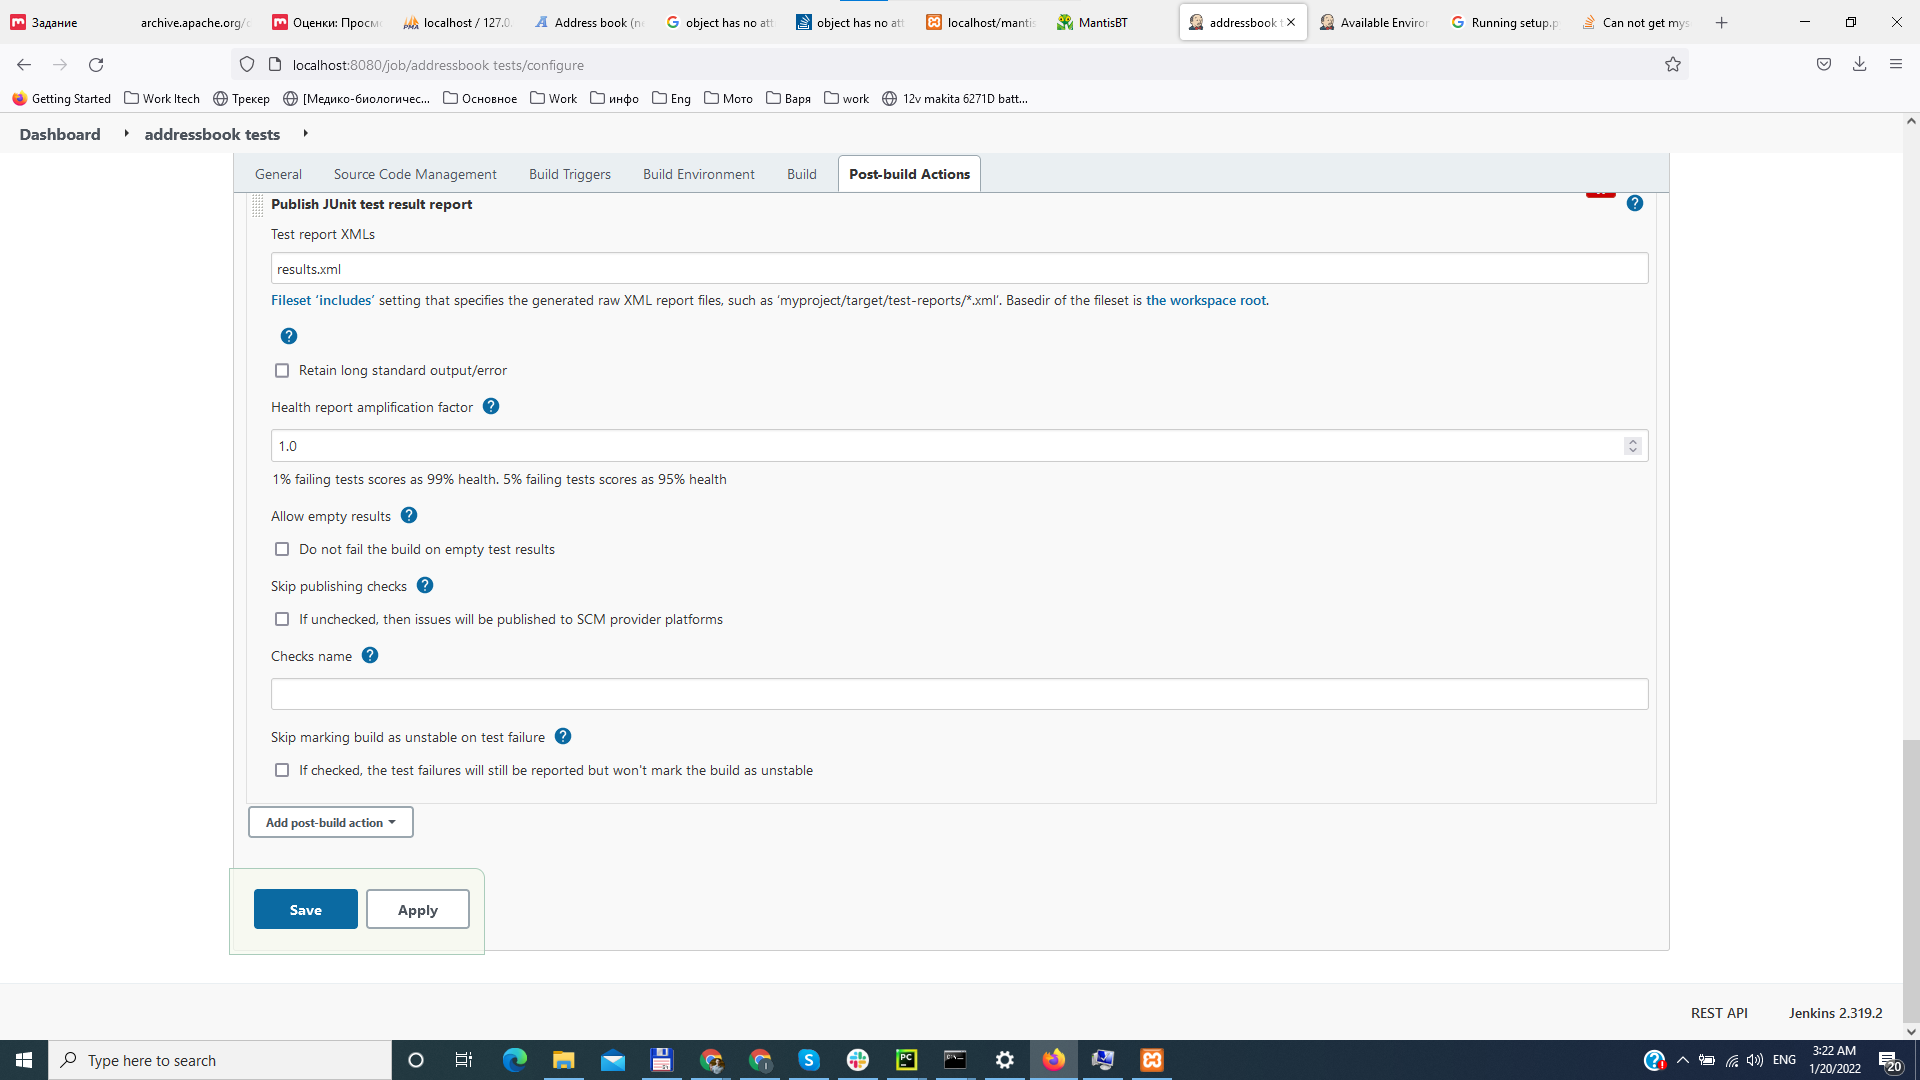 Задание
archive.apache.org/
Оценки: Просм
localhost / 127.0.
Address book (n
object has no att
object has no att
localhost/mantis
MantisBT
addressbook t
Available Enviror
Running setup.p
Can not get mys
localhost:8080/job/addressbook tests/configure
Getting Started
Work Itech
Трекер
[Медико-биологичес...
Основное
Work
инфо
Eng
Мото
Варя
work
12v makita 6271D batt...
Dashboard
addressbook tests
General
Source Code Management
Build Triggers
Build Environment
Build
Post-build Actions
Publish JUnit test result report
Test report XMLs
results.xml
Fileset ‘includes’ setting that specifies the generated raw XML report files, such as ‘myproject/target/test-reports/*.xml’. Basedir of the fileset is the workspace root.
Retain long standard output/error
Health report amplification factor
1.0
1% failing tests scores as 99% health. 5% failing tests scores as 95% health
Allow empty results
Do not fail the build on empty test results
Skip publishing checks
If unchecked, then issues will be published to SCM provider platforms
Checks name
Skip marking build as unstable on test failure
If checked, the test failures will still be reported but won't mark the build as unstable
Add post-build action
Save
Apply
REST API
Jenkins 2.319.2
Type here to search
ENG
3:22 AM
1/20/2022
20